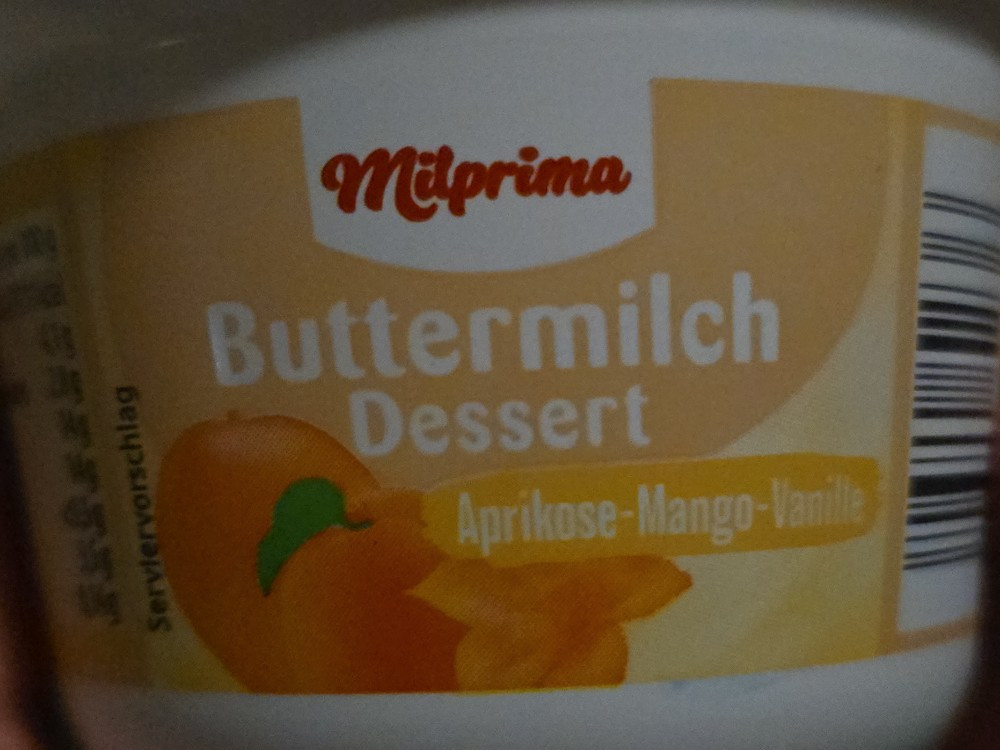 Milprima
Buttermilch
Dessert
Aprikose-Mango-Vanille
Serviervorschlag